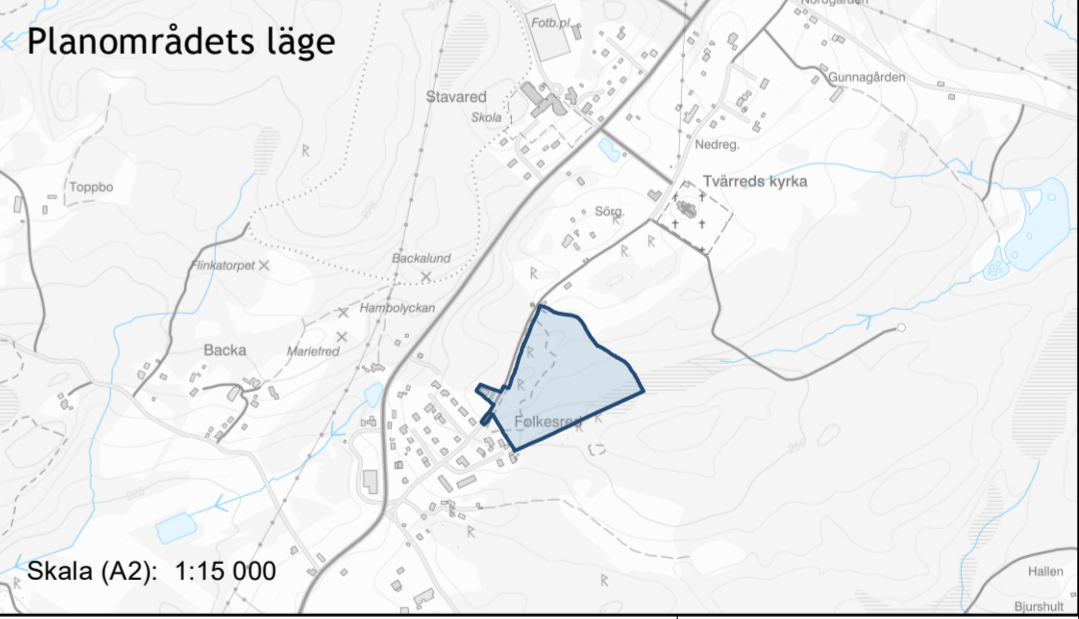 Planområdets läge
Nordgården
Fotb.pl.
Gunnagården
Stavared
Skola
Nedreg.
Toppbo
Tvärreds kyrka
Sörg.
Flinkatorpet
Backalund
Hambolyckan
Backa
Mariefred
Folkesred
Skala (A2): 1:15 000
Hallen
Bjurshult